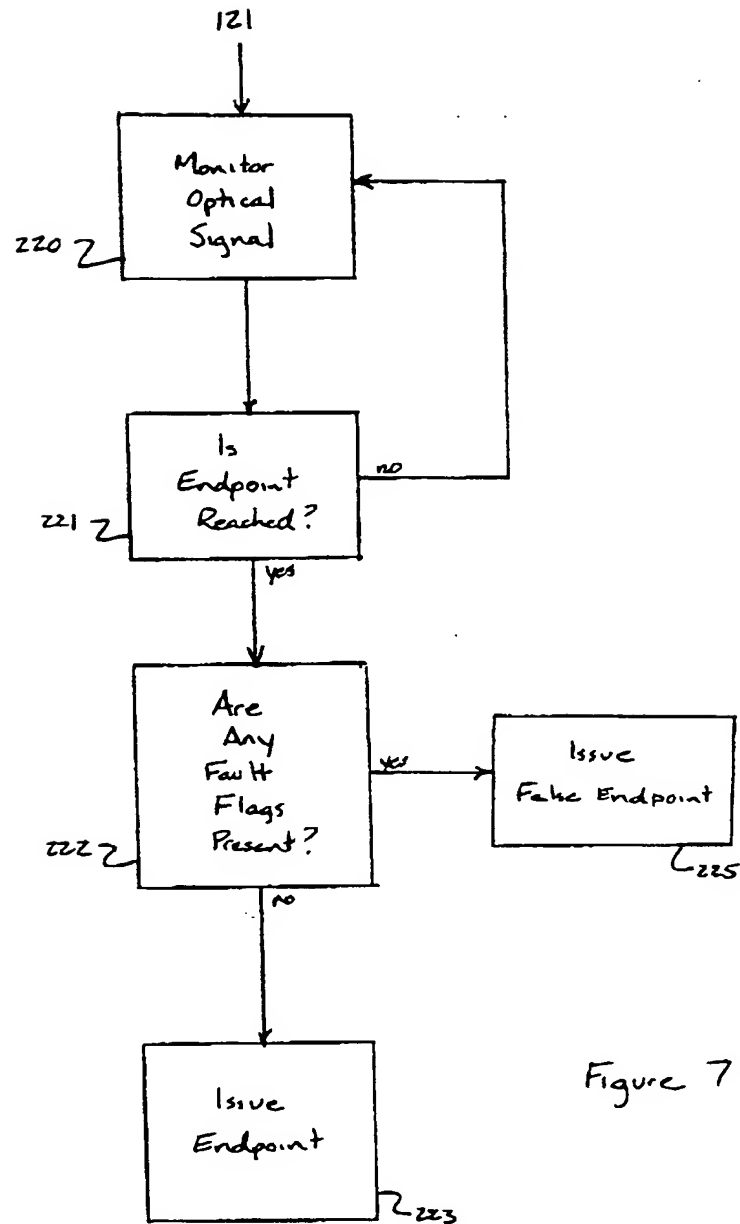 121
Monitor
Optical
Signal
220
Is
Endpoint
Reached?
no
221
yes
Are
Any
Fault
Flags
Present?
yes
222
Issue
False Endpoint
225
no
Issue
Endpoint
223
Figure 7